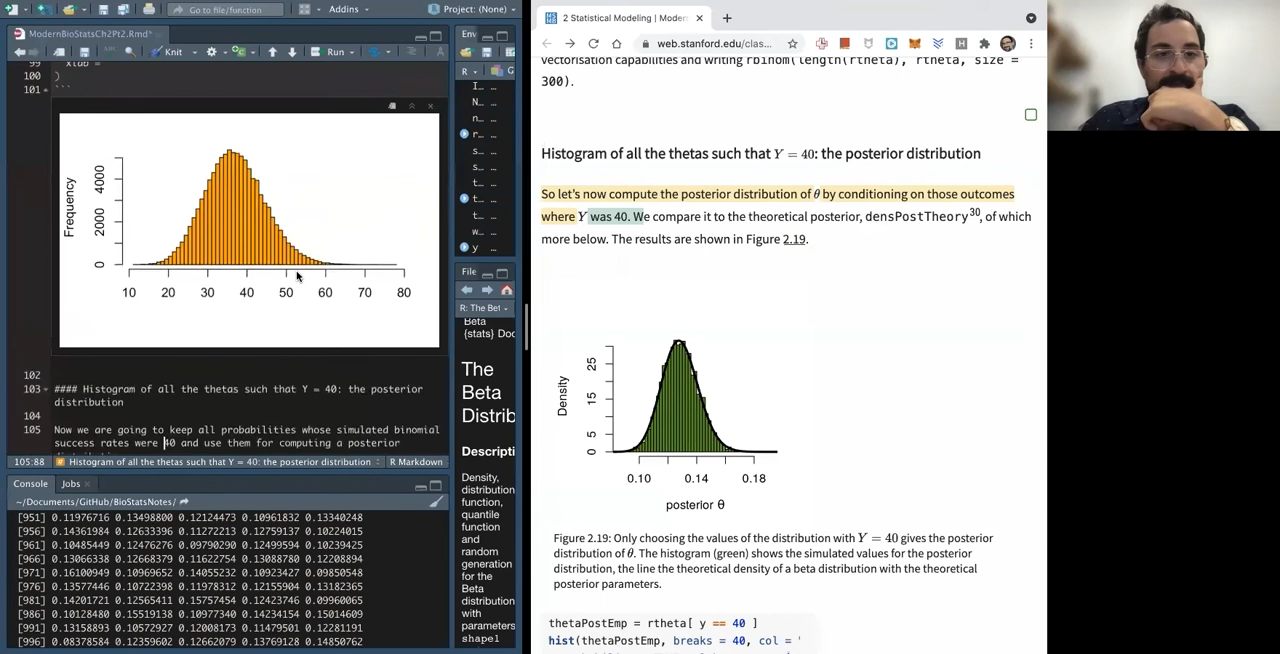 Go to file/function
Addins
Project: (None)
ModernBioStatsCh2Pt2.Rmd*
Knit
Run
99 xlab =
100 )
101 ```
Frequency
0 2000 4000
10 20 30 40 50 60 70 80
102
103 #### Histogram of all the thetas such that Y = 40: the posterior
distribution
104
105 Now we are going to keep all probabilities whose simulated binomial
success rates were 40 and use them for computing a posterior
105:88 Histogram of all the thetas such that Y = 40: the posterior distribution R Markdown
Console Jobs
~/Documents/GitHub/BioStatsNotes/
[951] 0.11976716 0.13498800 0.12124473 0.10961832 0.13340248
[956] 0.14361984 0.12633396 0.11272213 0.12759137 0.10224015
[961] 0.10485449 0.12476276 0.09790290 0.12499594 0.10239425
[966] 0.13066338 0.12668379 0.11622754 0.13088780 0.12208894
[971] 0.16100949 0.10969652 0.14055232 0.10923427 0.09850548
[976] 0.13577446 0.10722398 0.11978312 0.12155904 0.13182365
[981] 0.14201721 0.12565411 0.15757454 0.12423746 0.09960065
[986] 0.10128480 0.15519138 0.10977340 0.14234154 0.15014609
[991] 0.13158893 0.10572927 0.12008173 0.11479501 0.12281191
[996] 0.08378584 0.12359602 0.12662079 0.13769128 0.14850762
Env
R
G
I... ...
N... ...
n... ...
r... ...
s... ...
s... ...
t... ...
t... ...
t... ...
w... ...
y ...
File
R: The Bet
Beta
{stats} Doc
The
Beta
Distrib
Descripti
Density,
distribution
function,
quantile
function
and
random
generation
for the
Beta
distribution
with
parameters
shape1
2 Statistical Modeling | Moder
web.stanford.edu/clas...
vectorisation capabilities and writing rbinom(length(rtheta), rtheta, size =
300).
Histogram of all the thetas such that Y = 40: the posterior distribution
So let's now compute the posterior distribution of θ by conditioning on those outcomes
where Y was 40. We compare it to the theoretical posterior, densPostTheory30, of which
more below. The results are shown in Figure 2.19.
Density
0 5 15 25
0.10 0.14 0.18
posterior θ
Figure 2.19: Only choosing the values of the distribution with Y = 40 gives the posterior
distribution of θ. The histogram (green) shows the simulated values for the posterior
distribution, the line the theoretical density of a beta distribution with the theoretical
posterior parameters.
thetaPostEmp = rtheta[ y == 40 ]
hist(thetaPostEmp, breaks = 40, col = '